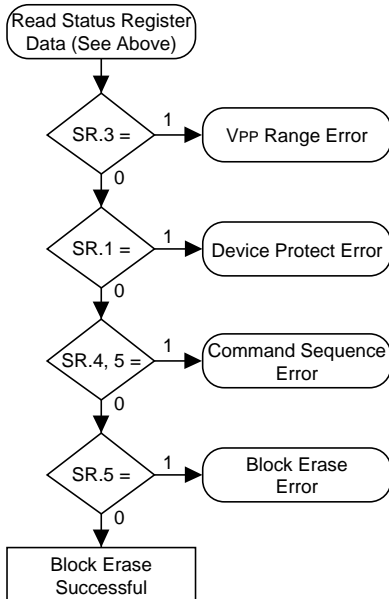 Read Status Register
Data (See Above)
SR.3 =
1
VPP Range Error
0
SR.1 =
1
Device Protect Error
0
SR.4, 5 =
1
Command Sequence
Error
0
SR.5 =
1
Block Erase
Error
0
Block Erase
Successful